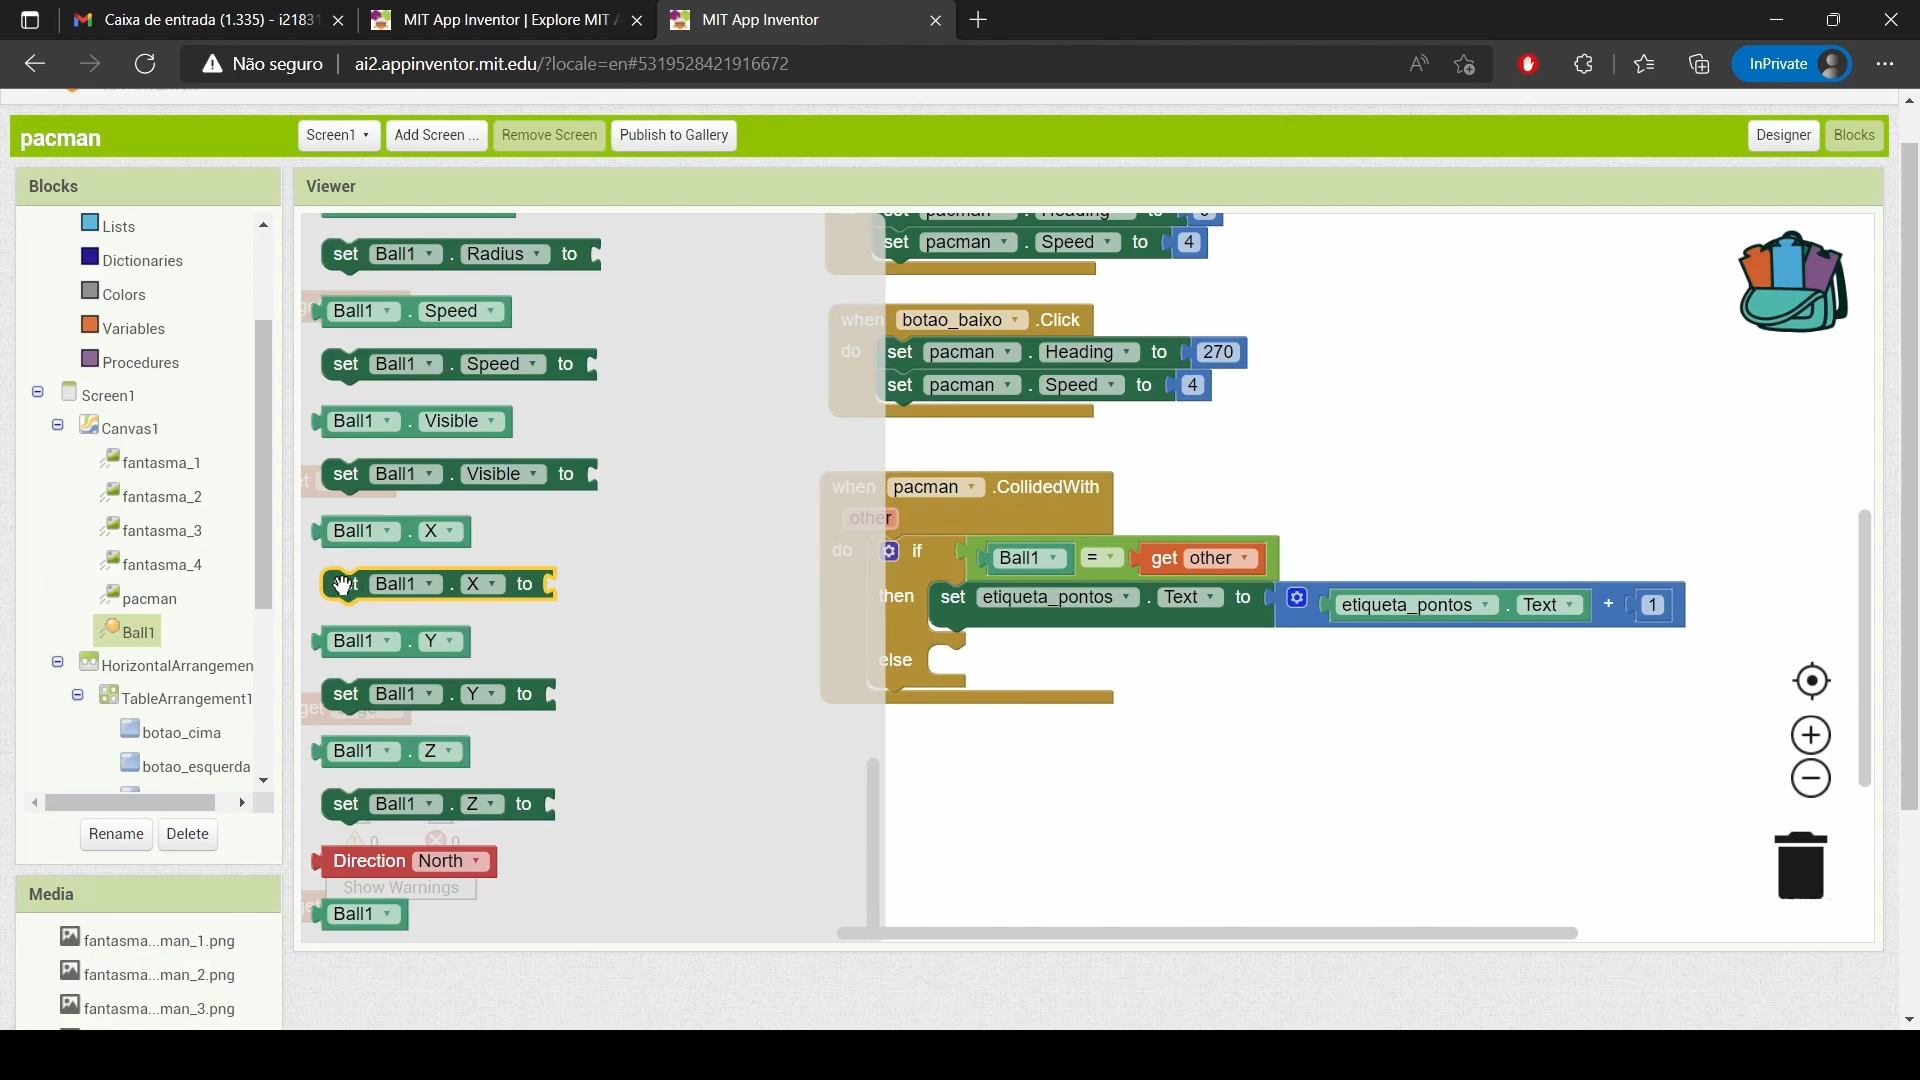 Caixa de entrada (1.335) - i2183
MIT App Inventor | Explore MIT
MIT App Inventor
Não seguro
ai2.appinventor.mit.edu/?locale=en#5319528421916672
InPrivate
pacman
Screen1
Add Screen ...
Remove Screen
Publish to Gallery
Designer
Blocks
Blocks
Viewer
Lists
Dictionaries
Colors
Variables
Procedures
Screen1
Canvas1
fantasma_1
fantasma_2
fantasma_3
fantasma_4
pacman
Ball1
HorizontalArrangemen
TableArrangement1
botao_cima
botao_esquerda
Rename
Delete
Media
fantasma...man_1.png
fantasma...man_2.png
fantasma...man_3.png
set Ball1 . Radius to
Ball1 . Speed
set Ball1 . Speed to
Ball1 . Visible
set Ball1 . Visible to
Ball1 . X
Ball1 . X to
Ball1 . Y
set Ball1 . Y to
Ball1 . Z
set Ball1 . Z to
0 0
Direction North
Show Warnings
Ball1
set pacman . Heading to
set pacman . Speed to 4
when botao_baixo .Click
do set pacman . Heading to 270
set pacman . Speed to 4
when pacman .CollidedWith
other
do if Ball1 = get other
then set etiqueta_pontos . Text to etiqueta_pontos . Text + 1
else